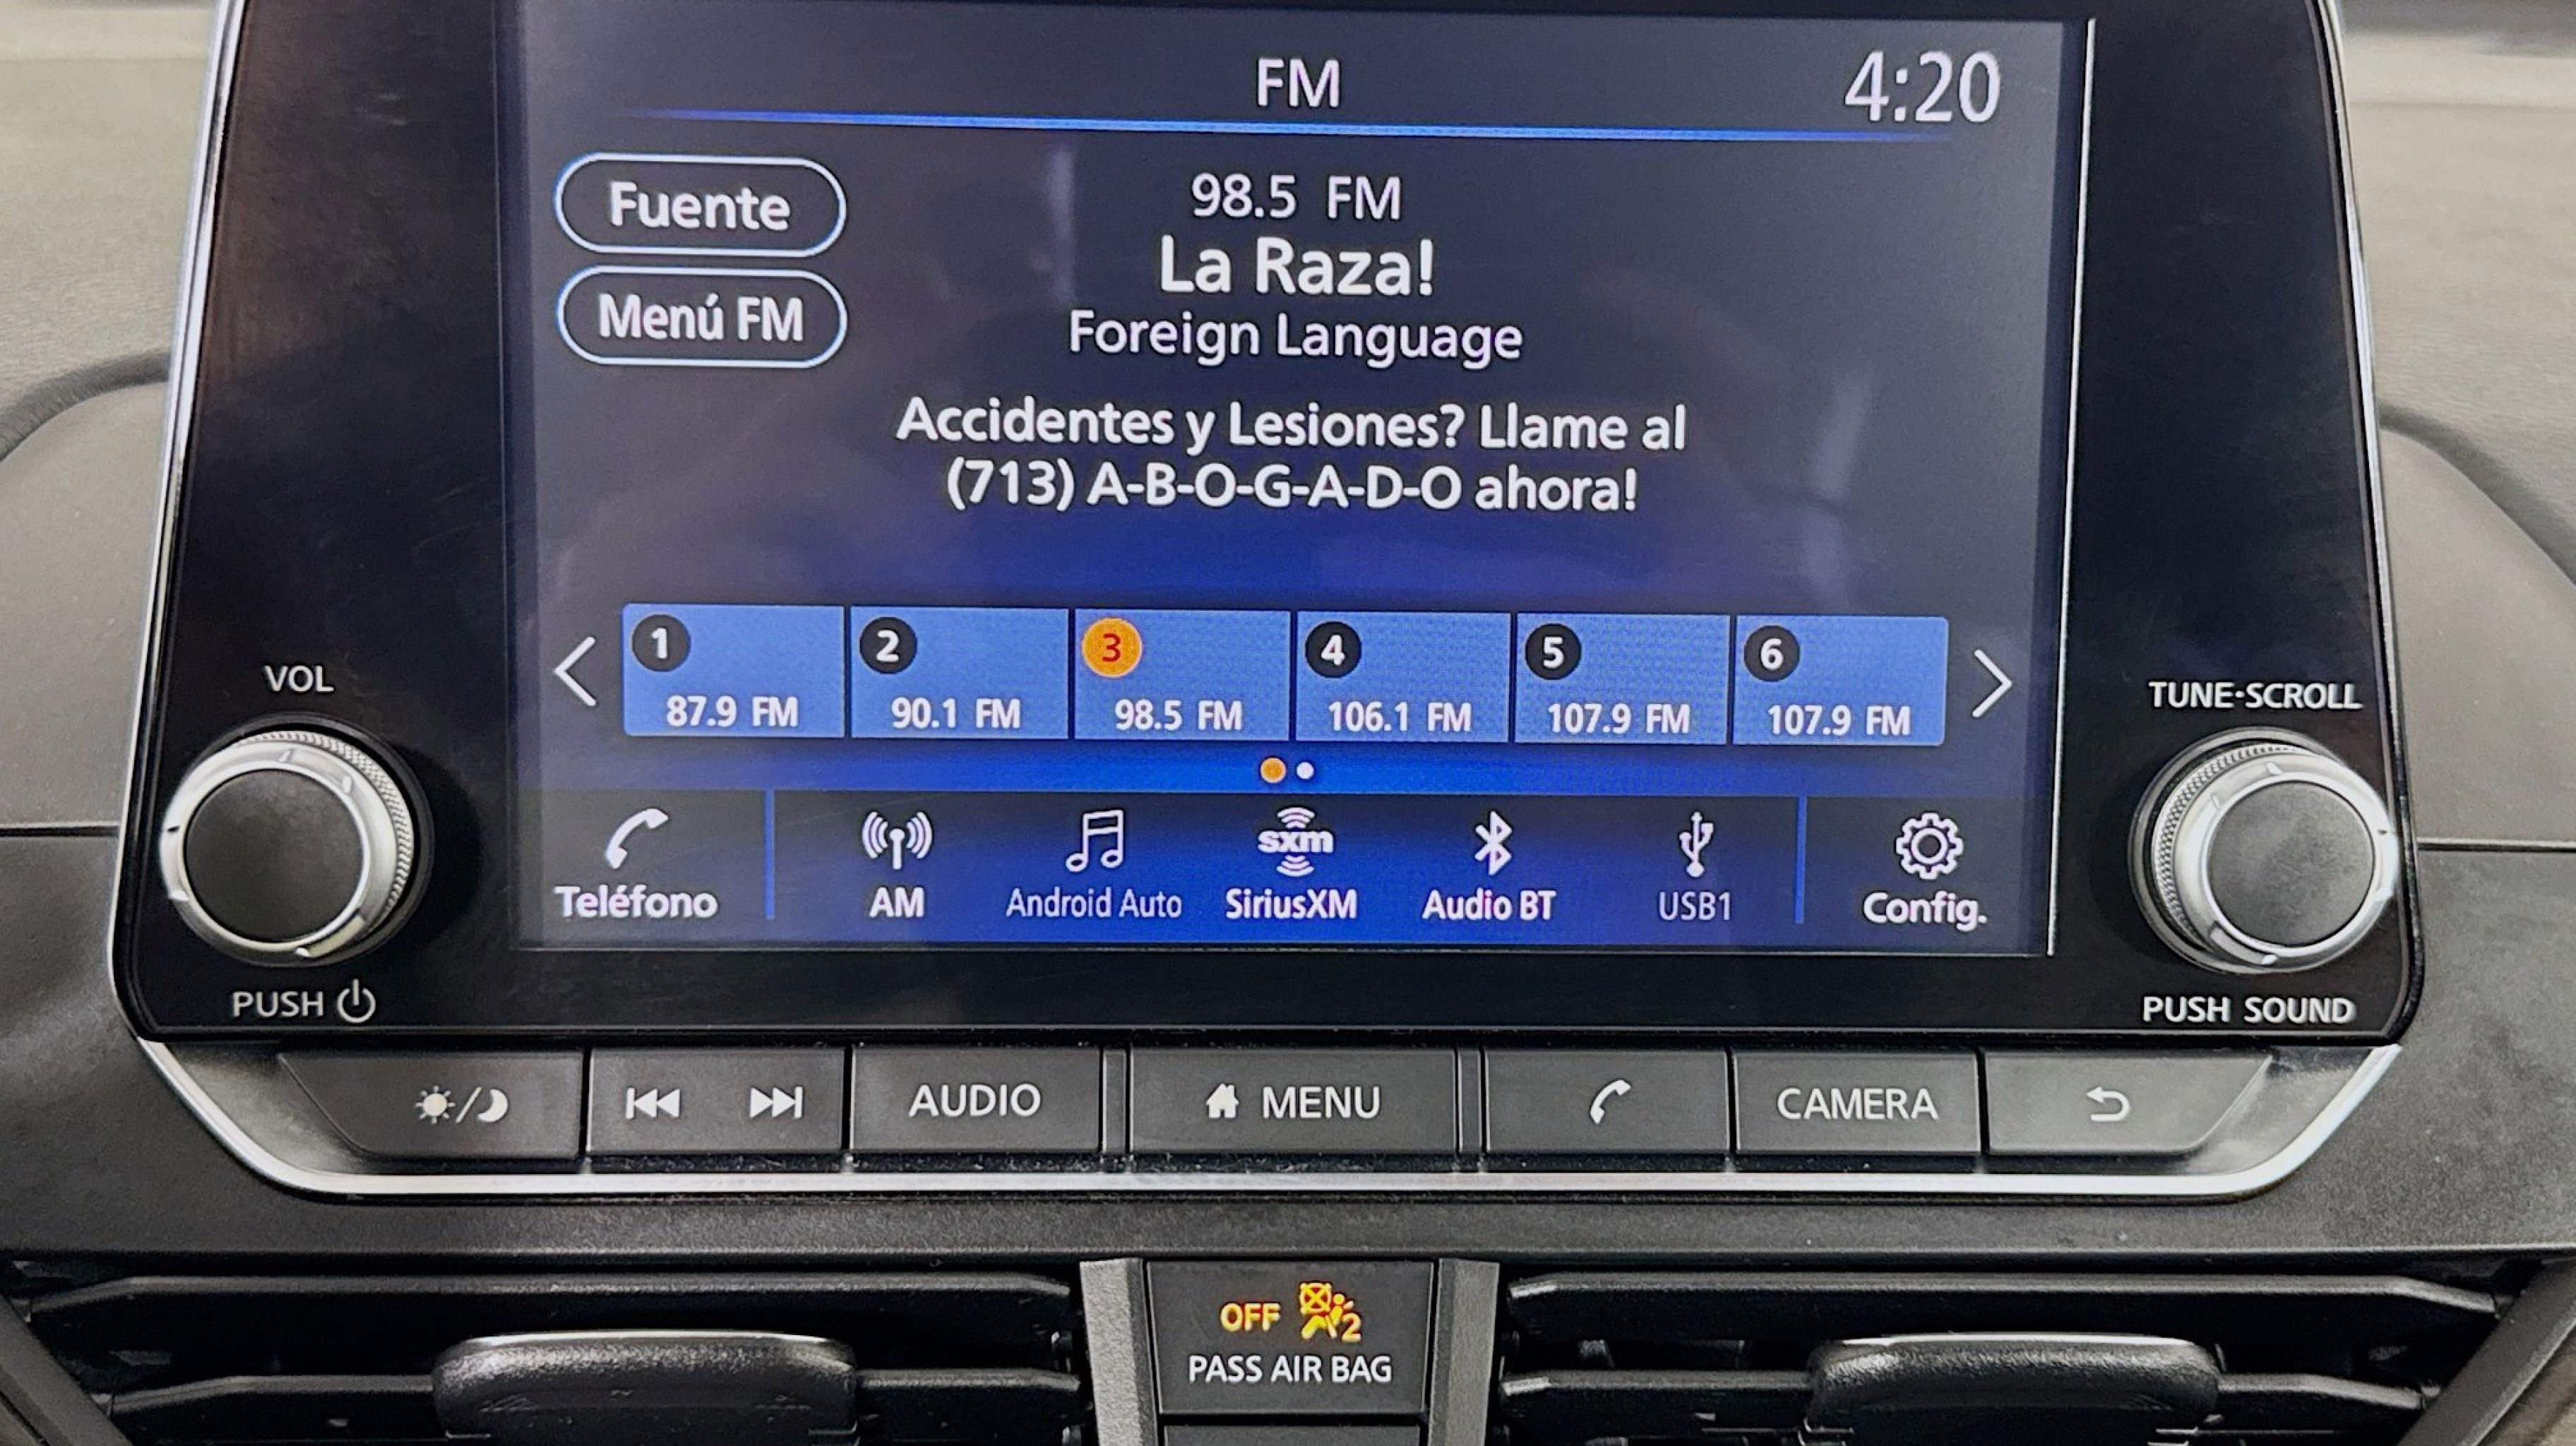 FM
4:20
Fuente
98.5 FM
La Raza!
Menú FM
Foreign Language
Accidentes y Lesiones? Llame al
(713) A-B-O-G-A-D-O ahora!
1 2 3 4 5 6
87.9 FM 90.1 FM 98.5 FM 106.1 FM 107.9 FM 107.9 FM
VOL
TUNE·SCROLL
sxm
Teléfono AM Android Auto SiriusXM Audio BT USB1 Config.
PUSH
PUSH SOUND
AUDIO MENU CAMERA
OFF 2
PASS AIR BAG